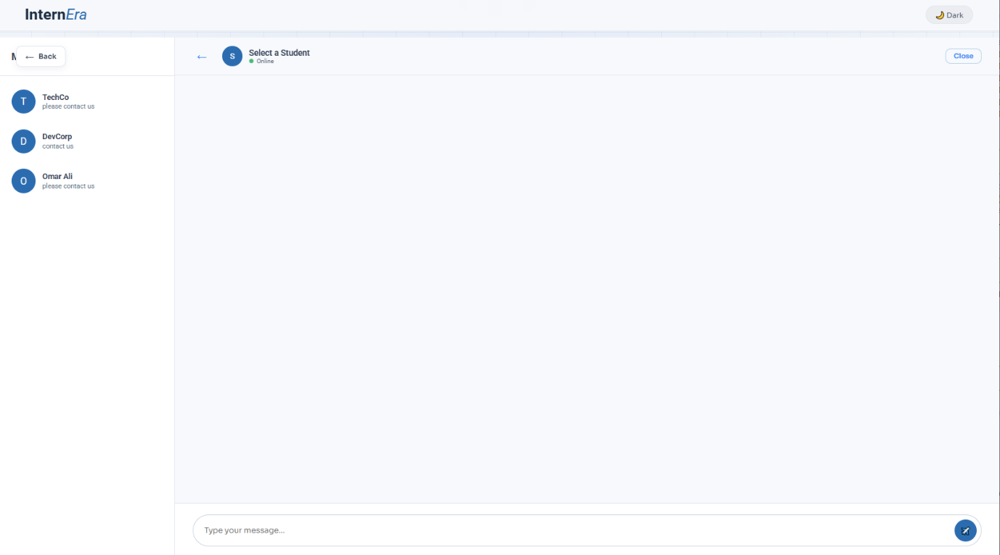 InternEra
🌙 Dark
← Back
← S Select a Student
Online
Close
T TechCo
please contact us
D DevCorp
contact us
O Omar Ali
please contact us
Type your message...